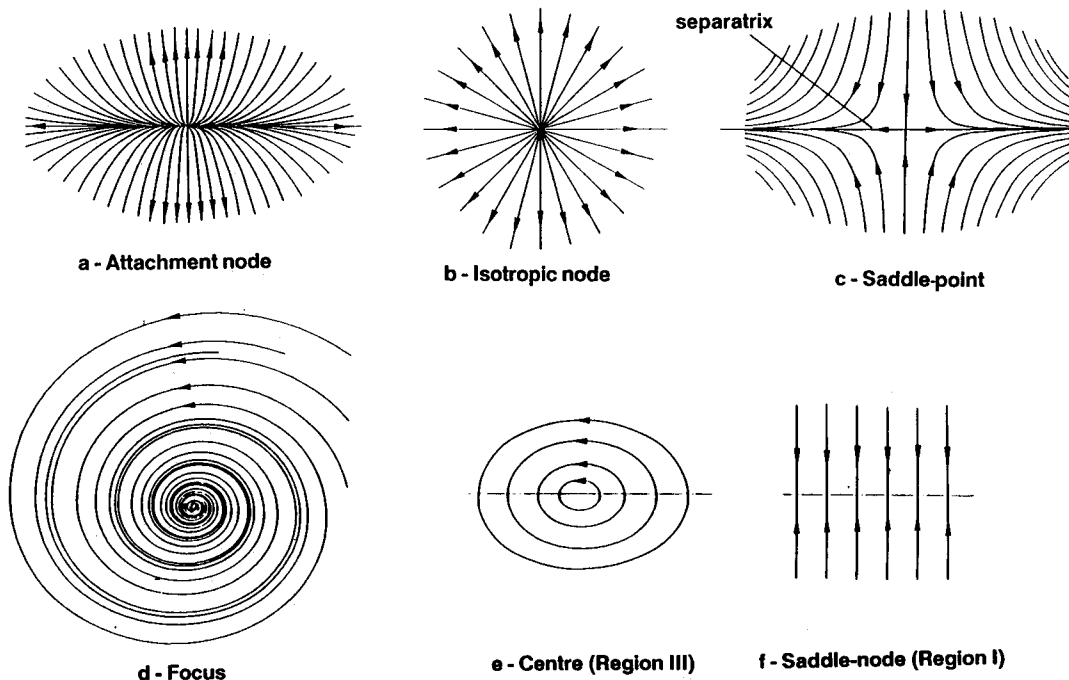 separatrix
a - Attachment node
b - Isotropic node
c - Saddle-point
d - Focus
e - Centre (Region III)
f - Saddle-node (Region I)